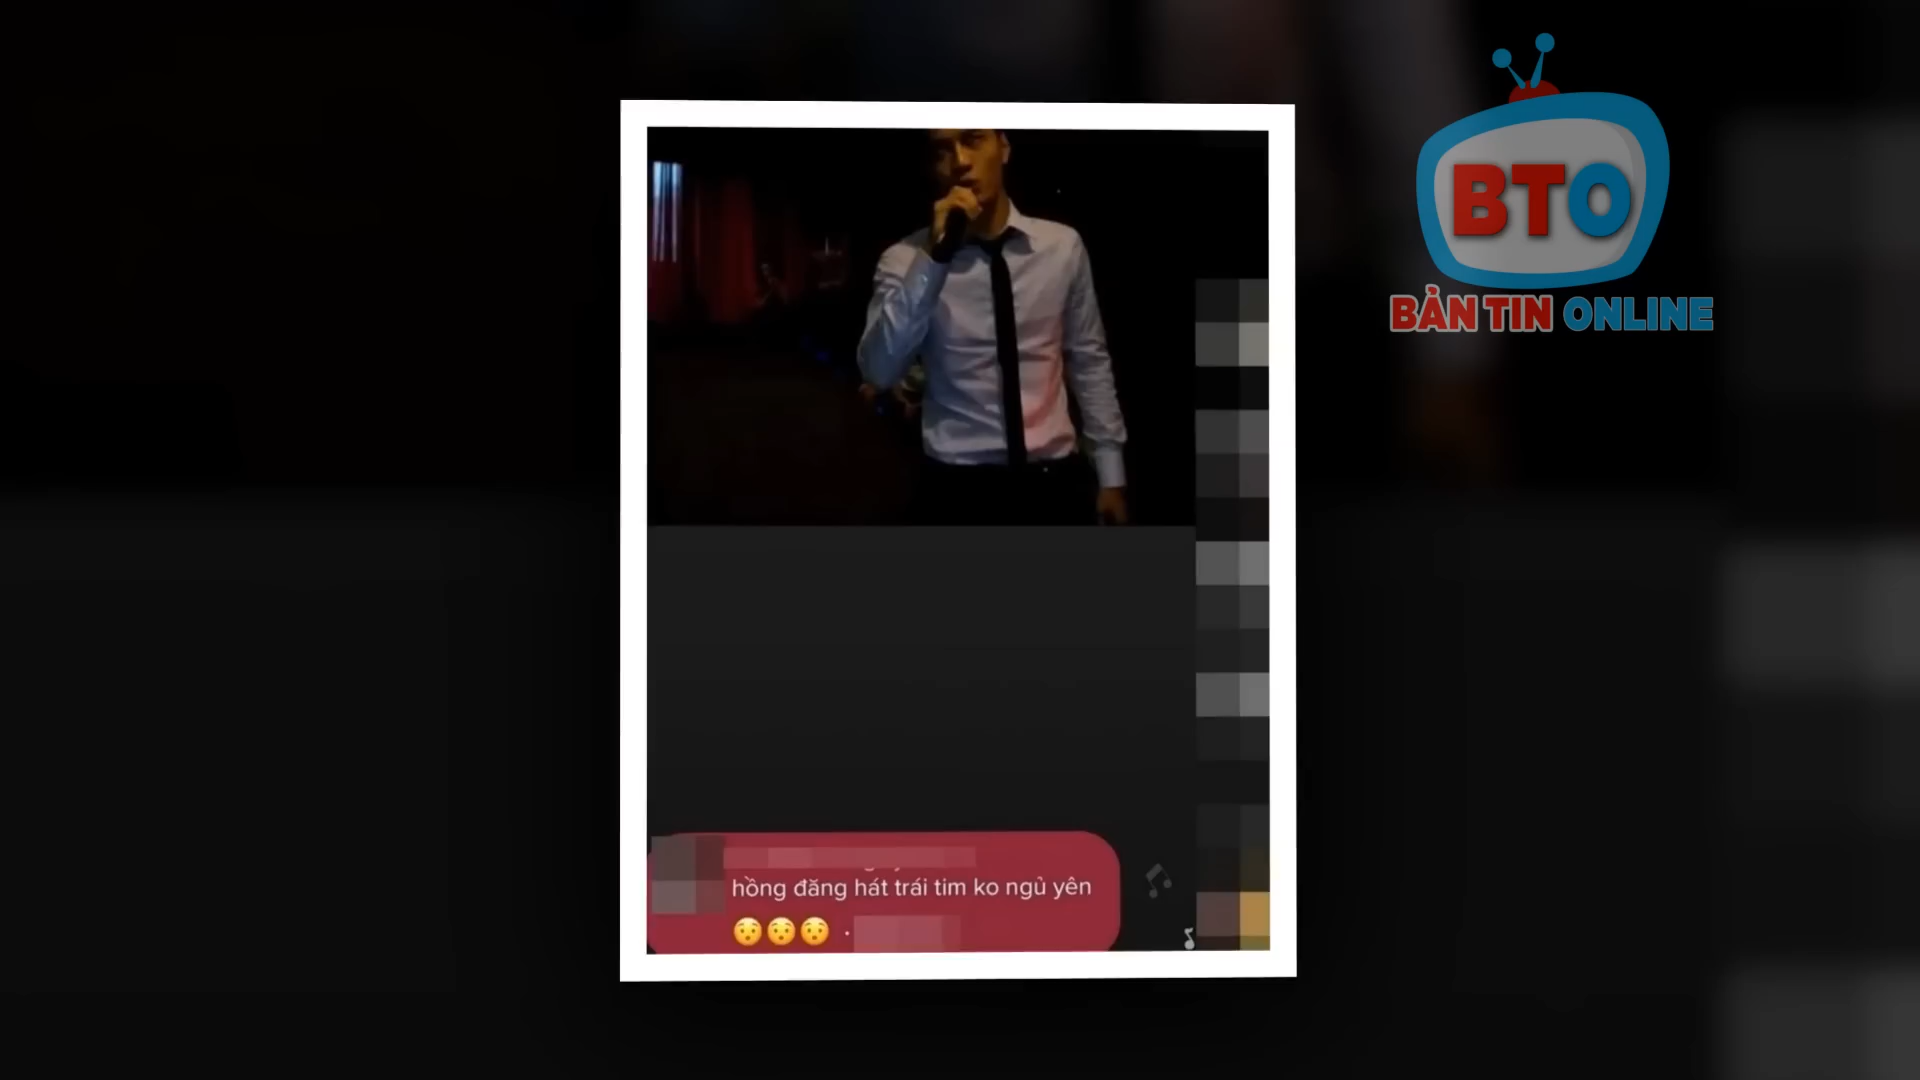 BTO
BẢN TIN ONLINE
hồng đăng hát trái tim ko ngủ yên
😯😯😯 ·